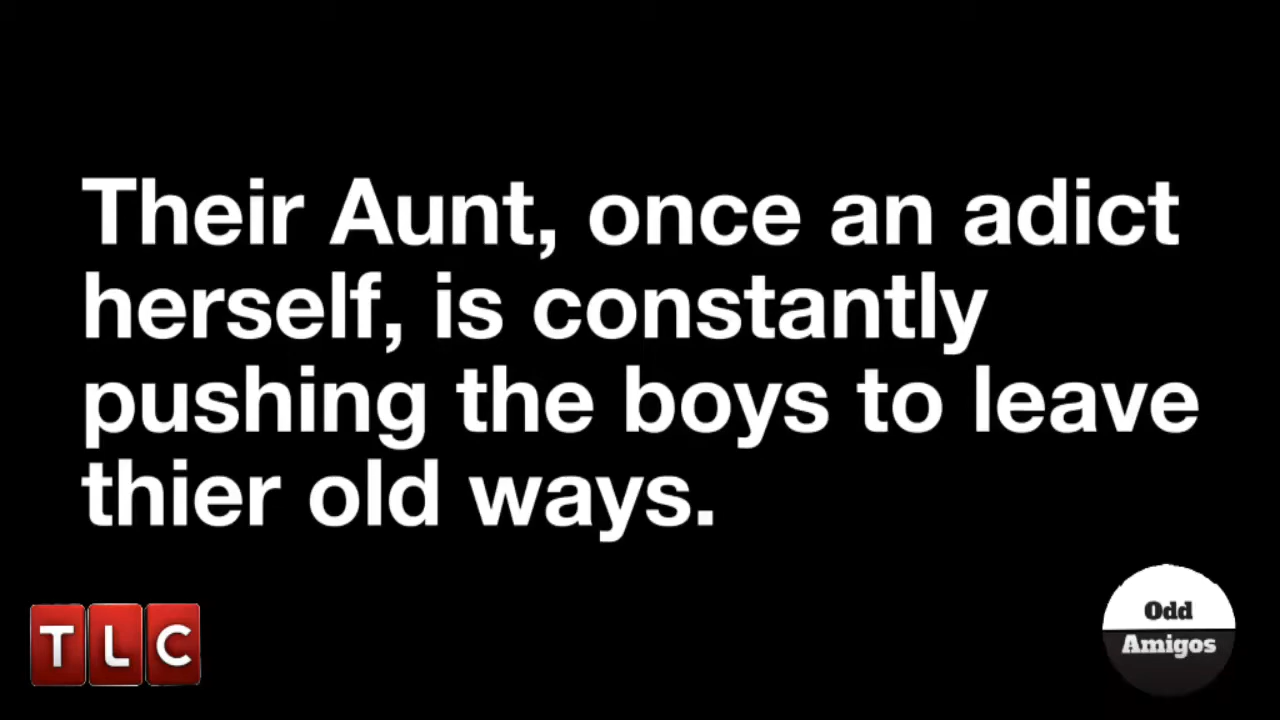 Their Aunt, once an adict
herself, is constantly
pushing the boys to leave
thier old ways.
TLC
Odd
Amigos